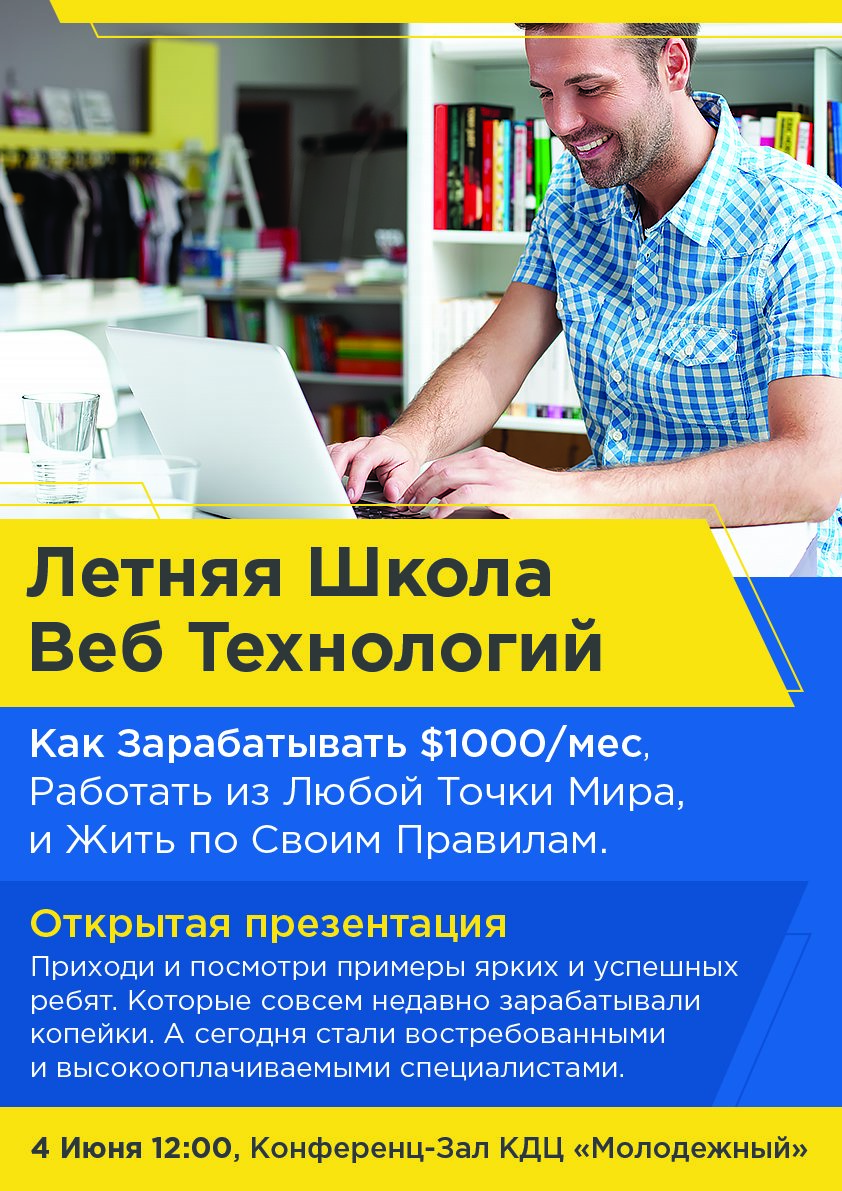 Летняя Школа
Веб Технологий
Как Зарабатывать $1000/мес,
Работать из Любой Точки Мира,
и Жить по Своим Правилам.
Открытая презентация
Приходи и посмотри примеры ярких и успешных
ребят. Которые совсем недавно зарабатывали
копейки. А сегодня стали востребованными
и высокооплачиваемыми специалистами.
4 Июня 12:00, Конференц-Зал КДЦ «Молодежный»